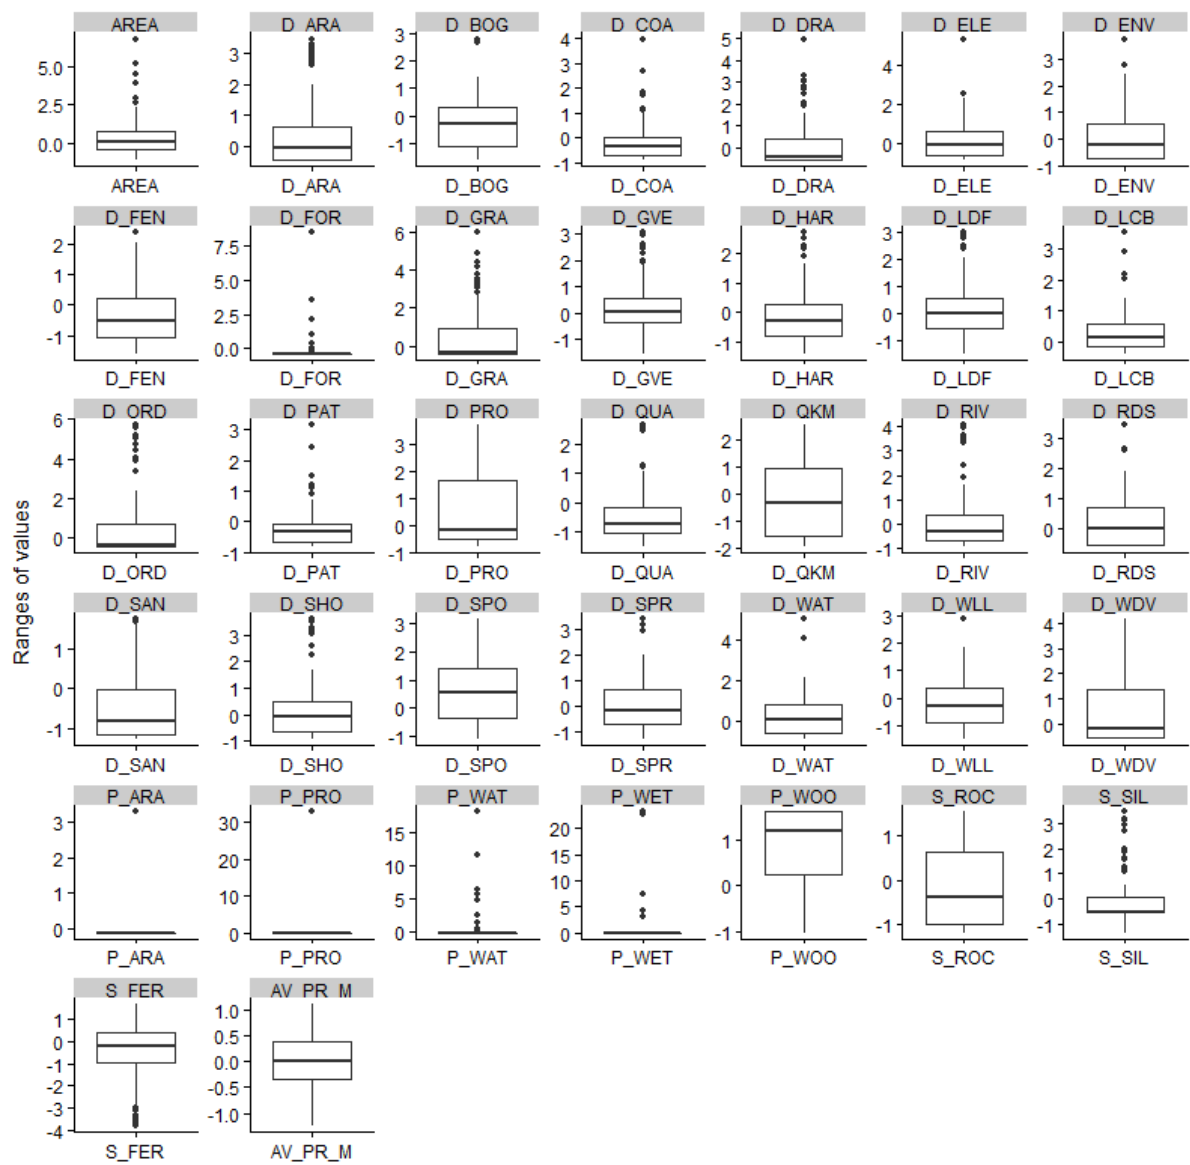 Ranges of values
AREA D_ARA D_BOG D_COA D_DRA D_ELE D_ENV
5.0 2.5 0.0
3 2 1 0
3 2 1 0 -1
4 3 2 1 0 -1
5 4 3 2 1 0
4 2 0
3 2 1 0 -1
AREA D_ARA D_BOG D_COA D_DRA D_ELE D_ENV
D_FEN D_FOR D_GRA D_GVE D_HAR D_LDF D_LCB
2 1 0 -1
7.5 5.0 2.5 0.0
6 4 2 0
3 2 1 0 -1
2 1 0 -1
3 2 1 0 -1
3 2 1 0
D_FEN D_FOR D_GRA D_GVE D_HAR D_LDF D_LCB
D_ORD D_PAT D_PRO D_QUA D_QKM D_RIV D_RDS
6 4 2 0
3 2 1 0 -1
3 2 1 0 -1
2 1 0 -1
2 1 0 -1 -2
4 3 2 1 0 -1
3 2 1 0
D_ORD D_PAT D_PRO D_QUA D_QKM D_RIV D_RDS
D_SAN D_SHO D_SPO D_SPR D_WAT D_WLL D_WDV
1 0 -1
3 2 1 0 -1
3 2 1 0 -1
3 2 1 0 -1
4 2 0
3 2 1 0 -1
4 3 2 1 0
D_SAN D_SHO D_SPO D_SPR D_WAT D_WLL D_WDV
P_ARA P_PRO P_WAT P_WET P_WOO S_ROC S_SIL
3 2 1 0
30 20 10 0
15 10 5 0
20 15 10 5 0
1 0 -1
1 0 -1
3 2 1 0 -1
P_ARA P_PRO P_WAT P_WET P_WOO S_ROC S_SIL
S_FER AV_PR_M
1 0 -1 -2 -3 -4
1.0 0.5 0.0 -0.5 -1.0
S_FER AV_PR_M